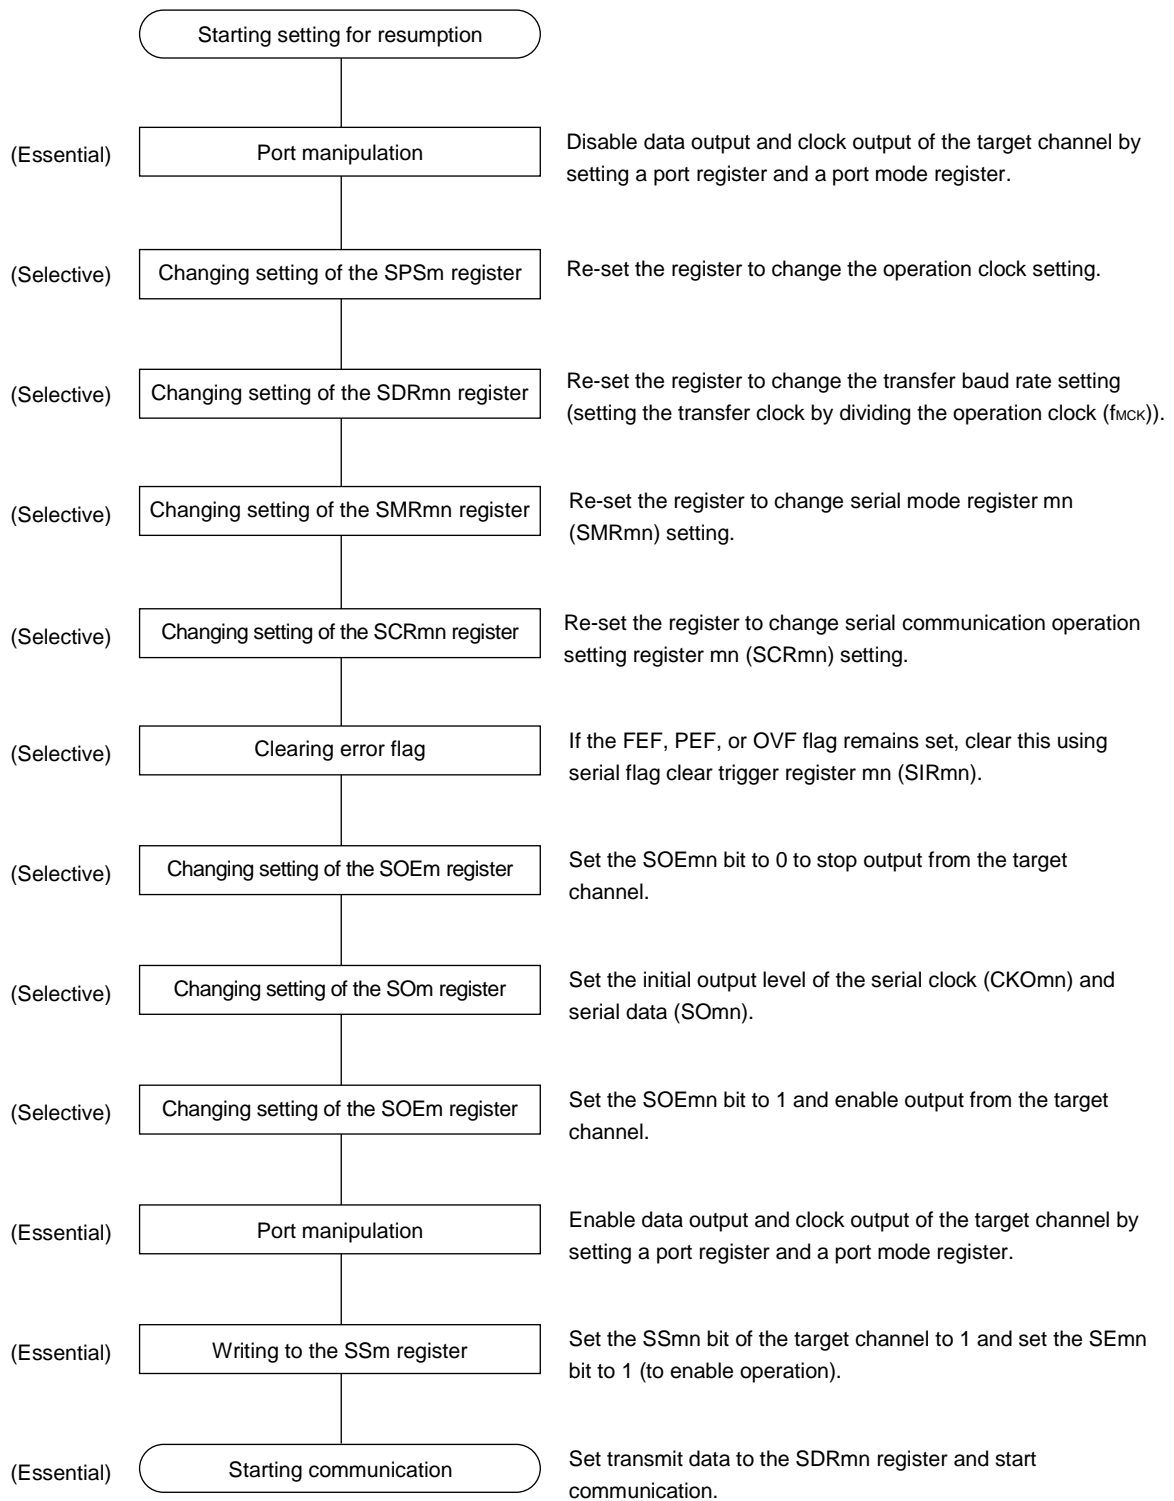 Starting setting for resumption
(Essential)
Port manipulation
Disable data output and clock output of the target channel by
setting a port register and a port mode register.
(Selective)
Changing setting of the SPSm register
Re-set the register to change the operation clock setting.
(Selective)
Changing setting of the SDRmn register
Re-set the register to change the transfer baud rate setting
(setting the transfer clock by dividing the operation clock (fMCK)).
(Selective)
Changing setting of the SMRmn register
Re-set the register to change serial mode register mn
(SMRmn) setting.
(Selective)
Changing setting of the SCRmn register
Re-set the register to change serial communication operation
setting register mn (SCRmn) setting.
(Selective)
Clearing error flag
If the FEF, PEF, or OVF flag remains set, clear this using
serial flag clear trigger register mn (SIRmn).
(Selective)
Changing setting of the SOEm register
Set the SOEmn bit to 0 to stop output from the target
channel.
(Selective)
Changing setting of the SOm register
Set the initial output level of the serial clock (CKOmn) and
serial data (SOmn).
(Selective)
Changing setting of the SOEm register
Set the SOEmn bit to 1 and enable output from the target
channel.
(Essential)
Port manipulation
Enable data output and clock output of the target channel by
setting a port register and a port mode register.
(Essential)
Writing to the SSm register
Set the SSmn bit of the target channel to 1 and set the SEmn
bit to 1 (to enable operation).
(Essential)
Starting communication
Set transmit data to the SDRmn register and start
communication.